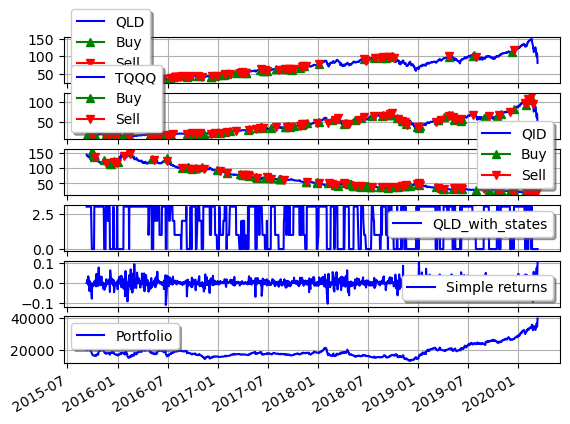 QLD
Buy
Sell
150
100
50
TQQQ
Buy
Sell
100
50
QID
Buy
Sell
150
100
50
QLD_with_states
2.5
0.0
0.1
0.0
−0.1
Simple returns
40000
20000
Portfolio
2015-07
2016-01
2016-07
2017-01
2017-07
2018-01
2018-07
2019-01
2019-07
2020-01